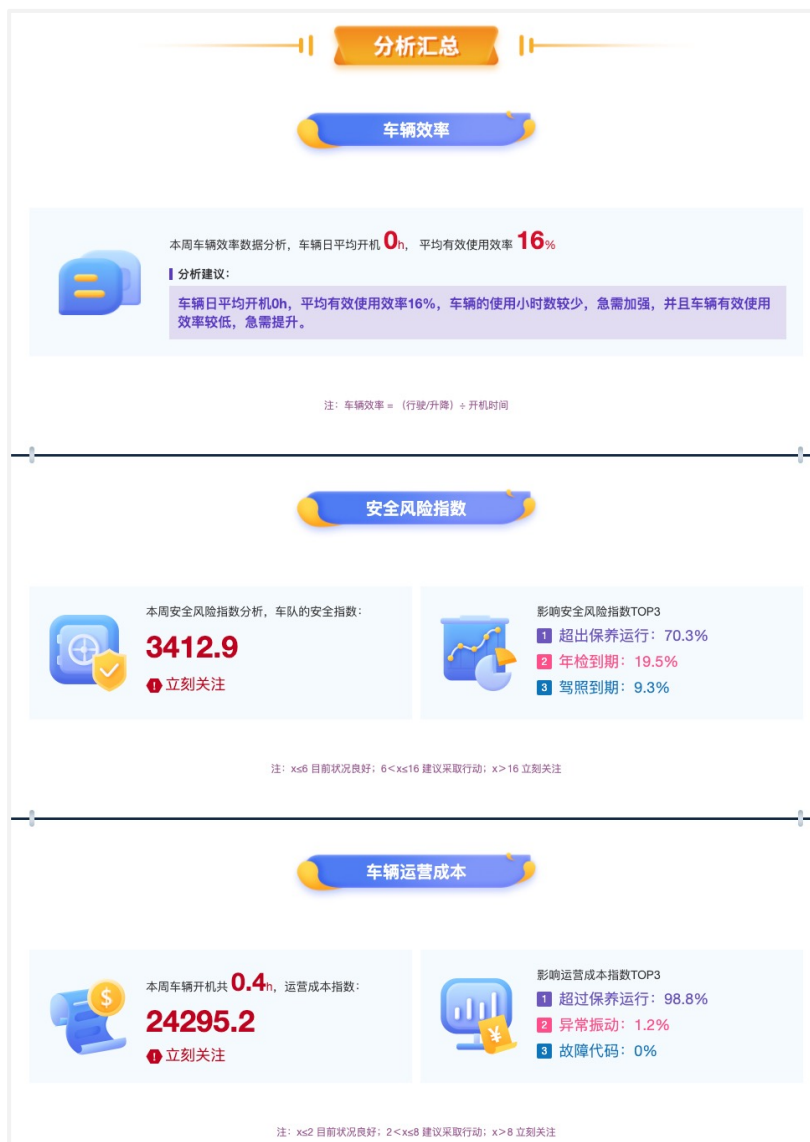 分析汇总
车辆效率
本周车辆效率数据分析，车辆日平均开机 0h， 平均有效使用效率 16%
分析建议：
车辆日平均开机0h，平均有效使用效率16%，车辆的使用小时数较少，急需加强，并且车辆有效使用
效率较低，急需提升。
注：车辆效率 = （行驶/升降）÷ 开机时间
安全风险指数
本周安全风险指数分析，车队的安全指数：
3412.9
! 立刻关注
影响安全风险指数TOP3
1 超出保养运行：70.3%
2 年检到期：19.5%
3 驾照到期：9.3%
注：x≤6 目前状况良好；6＜x≤16 建议采取行动；x＞16 立刻关注
车辆运营成本
$
本周车辆开机共 0.4h，运营成本指数：
24295.2
! 立刻关注
¥
影响运营成本指数TOP3
1 超过保养运行：98.8%
2 异常振动：1.2%
3 故障代码：0%
注：x≤2 目前状况良好；2＜x≤8 建议采取行动；x＞8 立刻关注